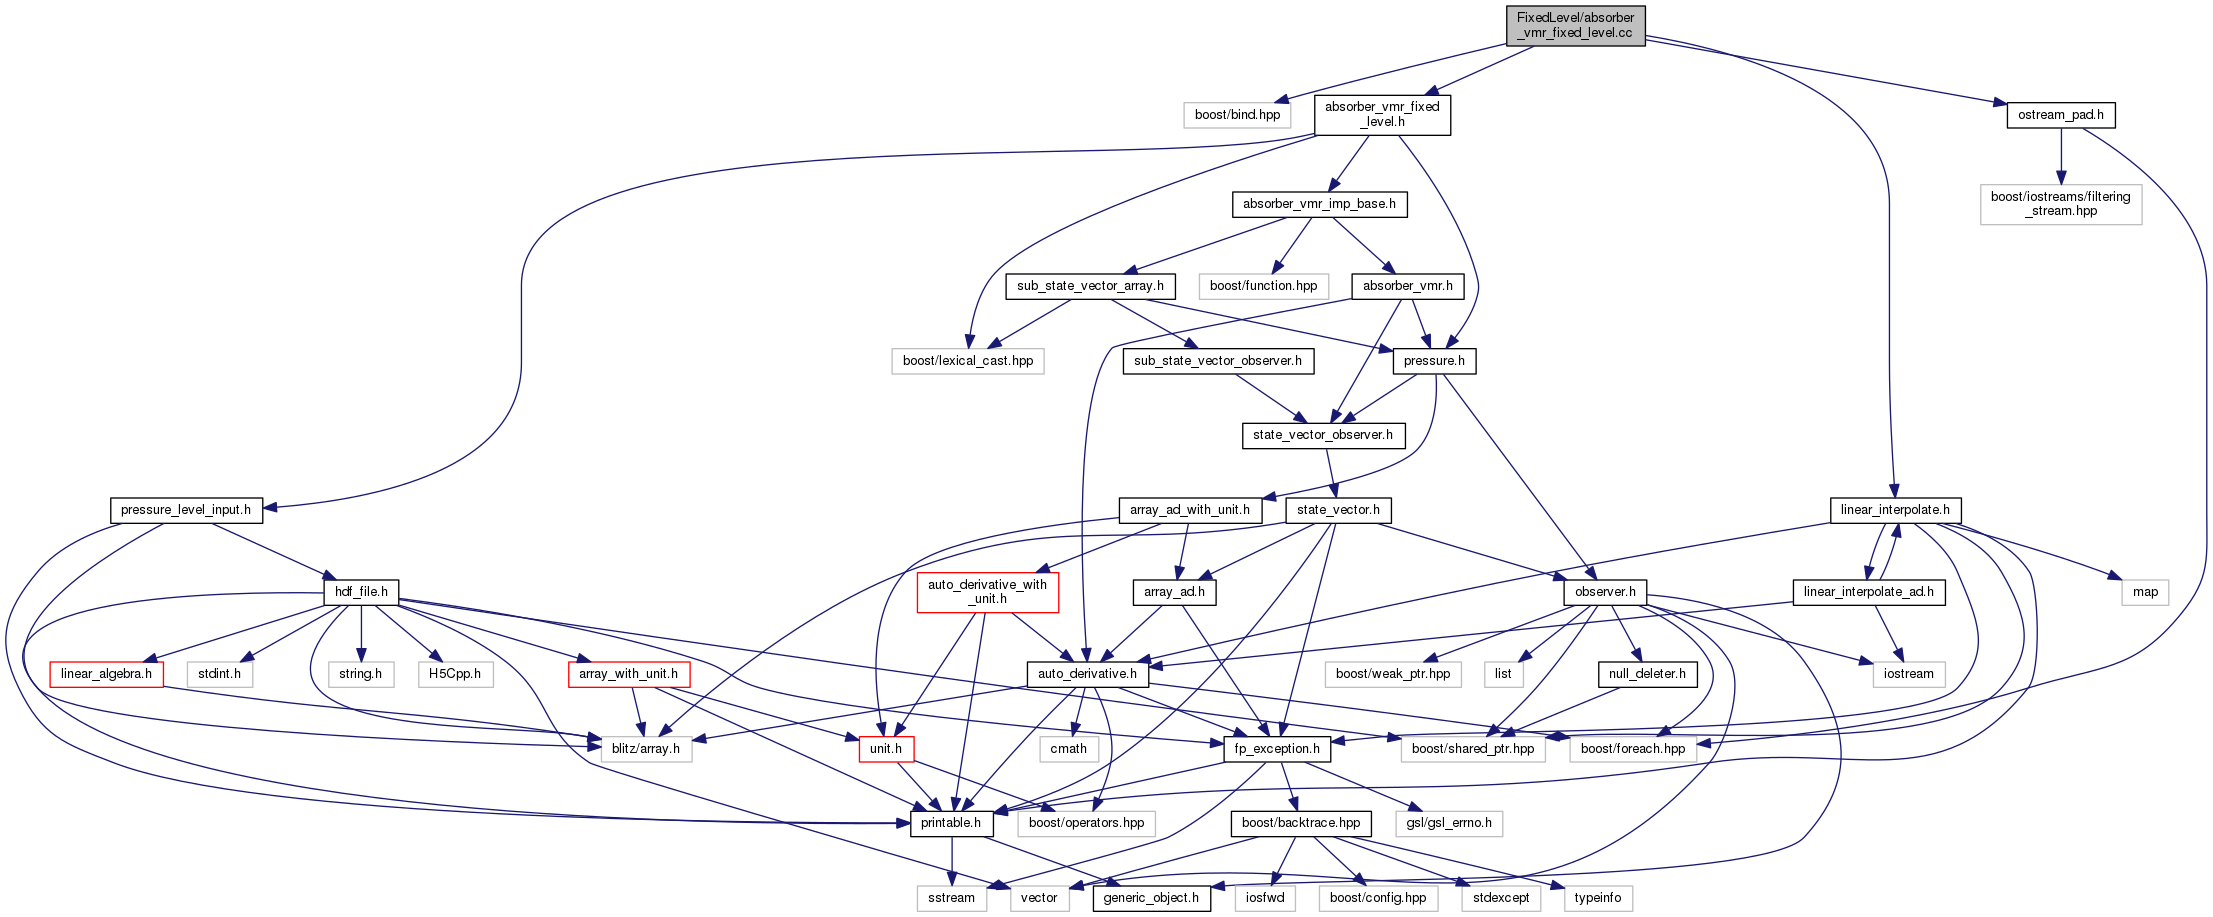 FixedLevel/absorber
_vmr_fixed_level.cc
boost/bind.hpp
absorber_vmr_fixed
_level.h
ostream_pad.h
absorber_vmr_imp_base.h
boost/iostreams/filtering
_stream.hpp
sub_state_vector_array.h
boost/function.hpp
absorber_vmr.h
boost/lexical_cast.hpp
sub_state_vector_observer.h
pressure.h
state_vector_observer.h
pressure_level_input.h
array_ad_with_unit.h
state_vector.h
linear_interpolate.h
hdf_file.h
auto_derivative_with
_unit.h
array_ad.h
observer.h
linear_interpolate_ad.h
map
linear_algebra.h
stdint.h
string.h
H5Cpp.h
array_with_unit.h
auto_derivative.h
boost/weak_ptr.hpp
list
null_deleter.h
iostream
blitz/array.h
unit.h
cmath
fp_exception.h
boost/shared_ptr.hpp
boost/foreach.hpp
printable.h
boost/operators.hpp
boost/backtrace.hpp
gsl/gsl_errno.h
sstream
vector
generic_object.h
iosfwd
boost/config.hpp
stdexcept
typeinfo